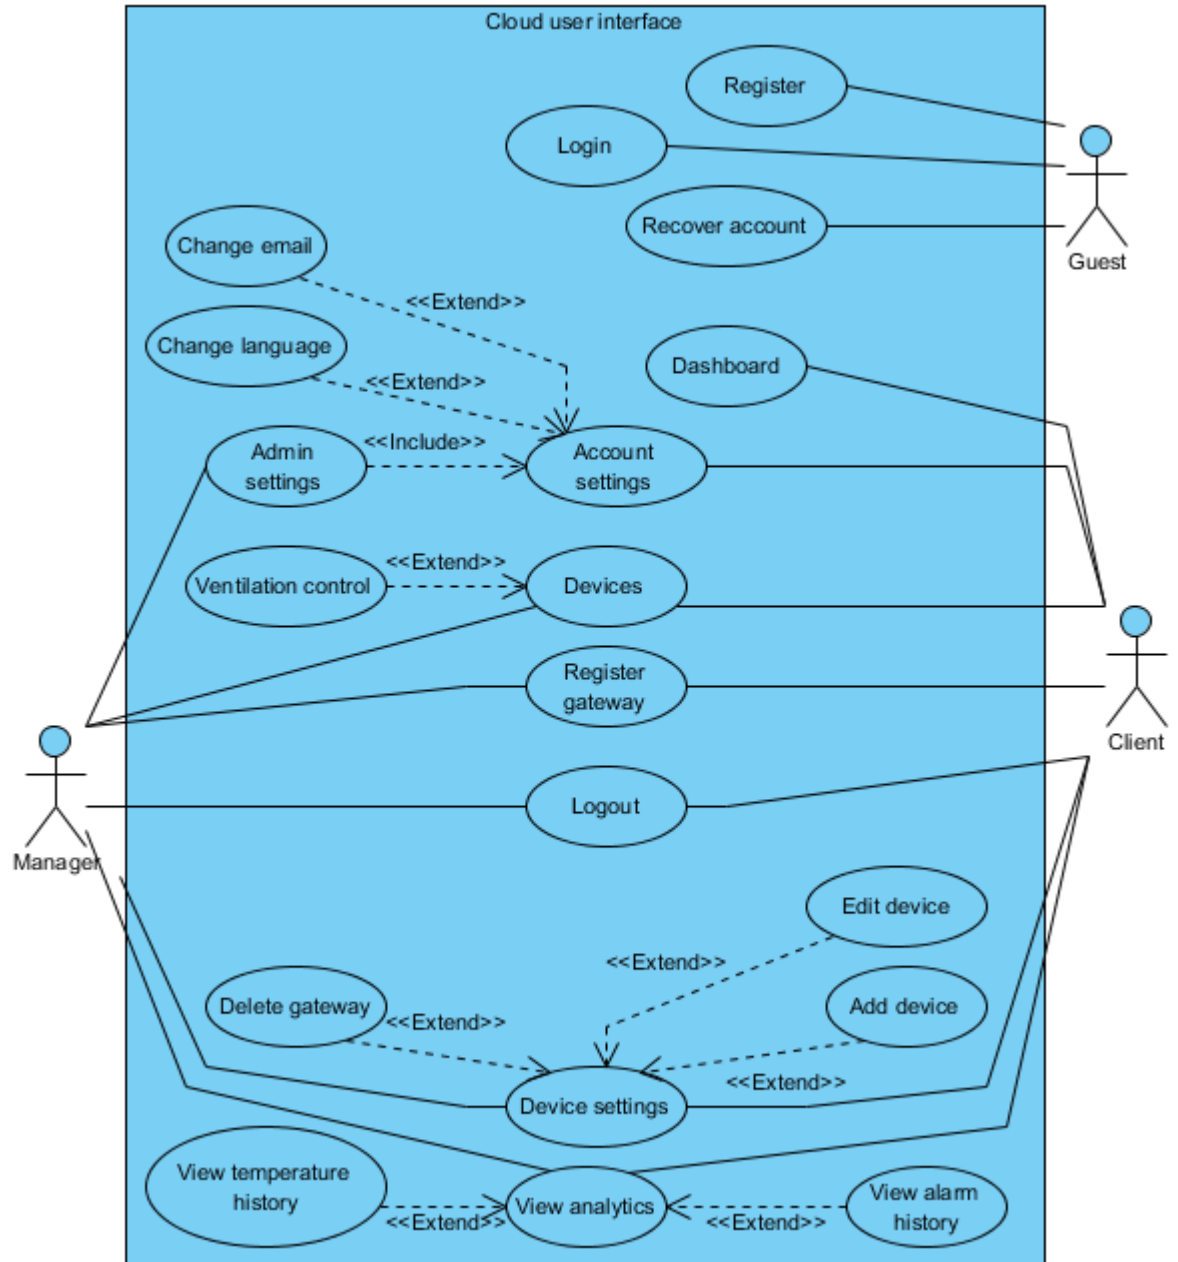 Cloud user interface
Register
Login
Recover account
Guest
Change email
<<Extend>>
Change language
<<Extend>>
Dashboard
Admin
settings
<<Include>>
Account
settings
Ventilation control
<<Extend>>
Devices
Register
gateway
Client
Logout
Manager
Edit device
<<Extend>>
Delete gateway
<<Extend>>
Add device
<<Extend>>
Device settings
View temperature
history
<<Extend>>
View analytics
<<Extend>>
View alarm
history